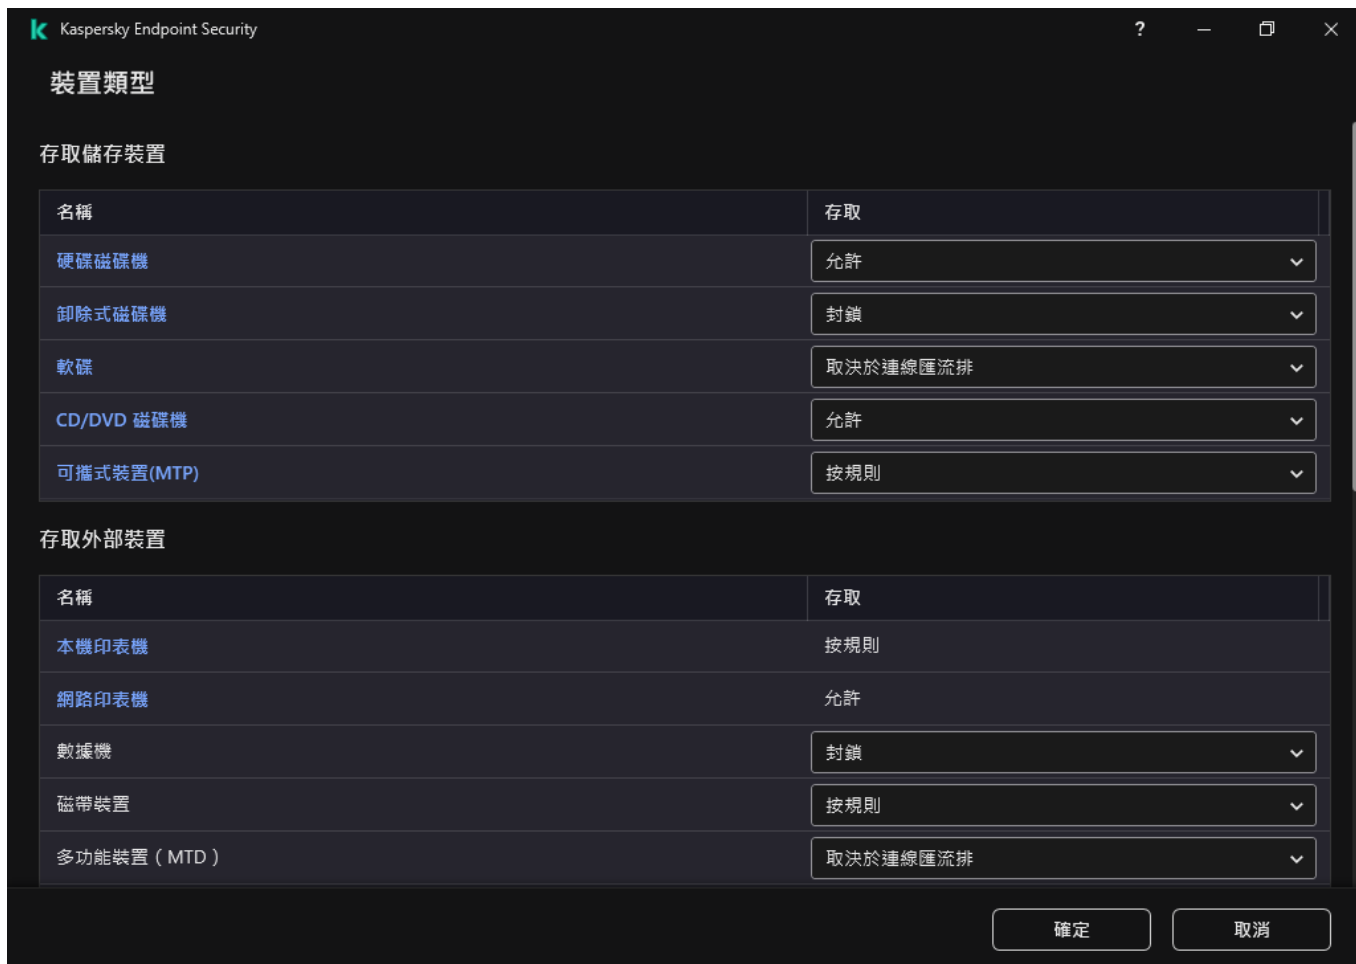 Kaspersky Endpoint Security
裝置類型
存取儲存裝置
名稱 存取
硬碟磁碟機 允許
卸除式磁碟機 封鎖
軟碟 取決於連線匯流排
CD/DVD 磁碟機 允許
可攜式裝置(MTP) 按規則
存取外部裝置
名稱 存取
本機印表機 按規則
網路印表機 允許
數據機 封鎖
磁帶裝置 按規則
多功能裝置（MTD） 取決於連線匯流排
確定 取消